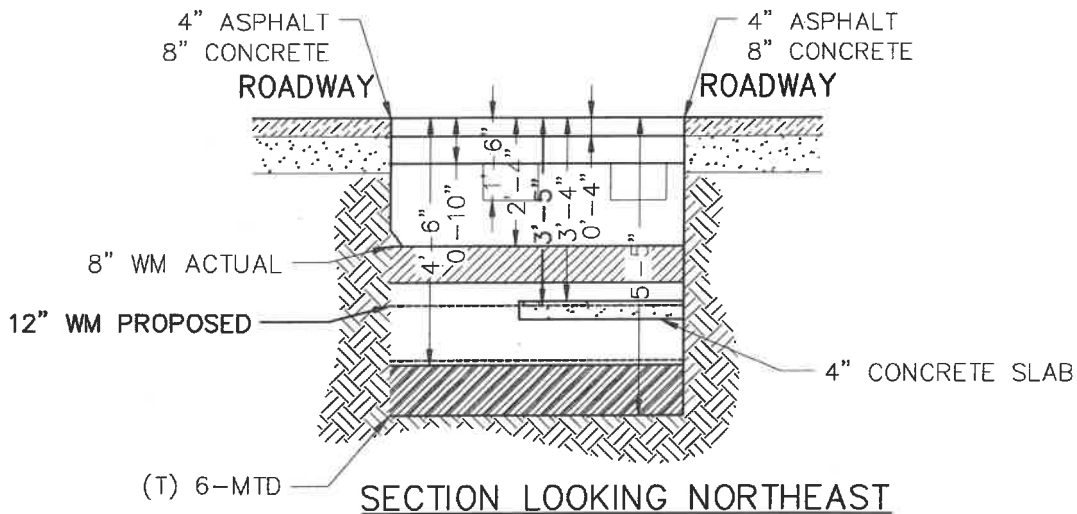 4" ASPHALT
8" CONCRETE
ROADWAY
4" ASPHALT
8" CONCRETE
ROADWAY
4'-6"
0'-10"
1'-6"
2'-4"
3'-5"
3'-4"
0'-4"
5'-5"
8" WM ACTUAL
12" WM PROPOSED
4" CONCRETE SLAB
(T) 6-MTD
SECTION LOOKING NORTHEAST